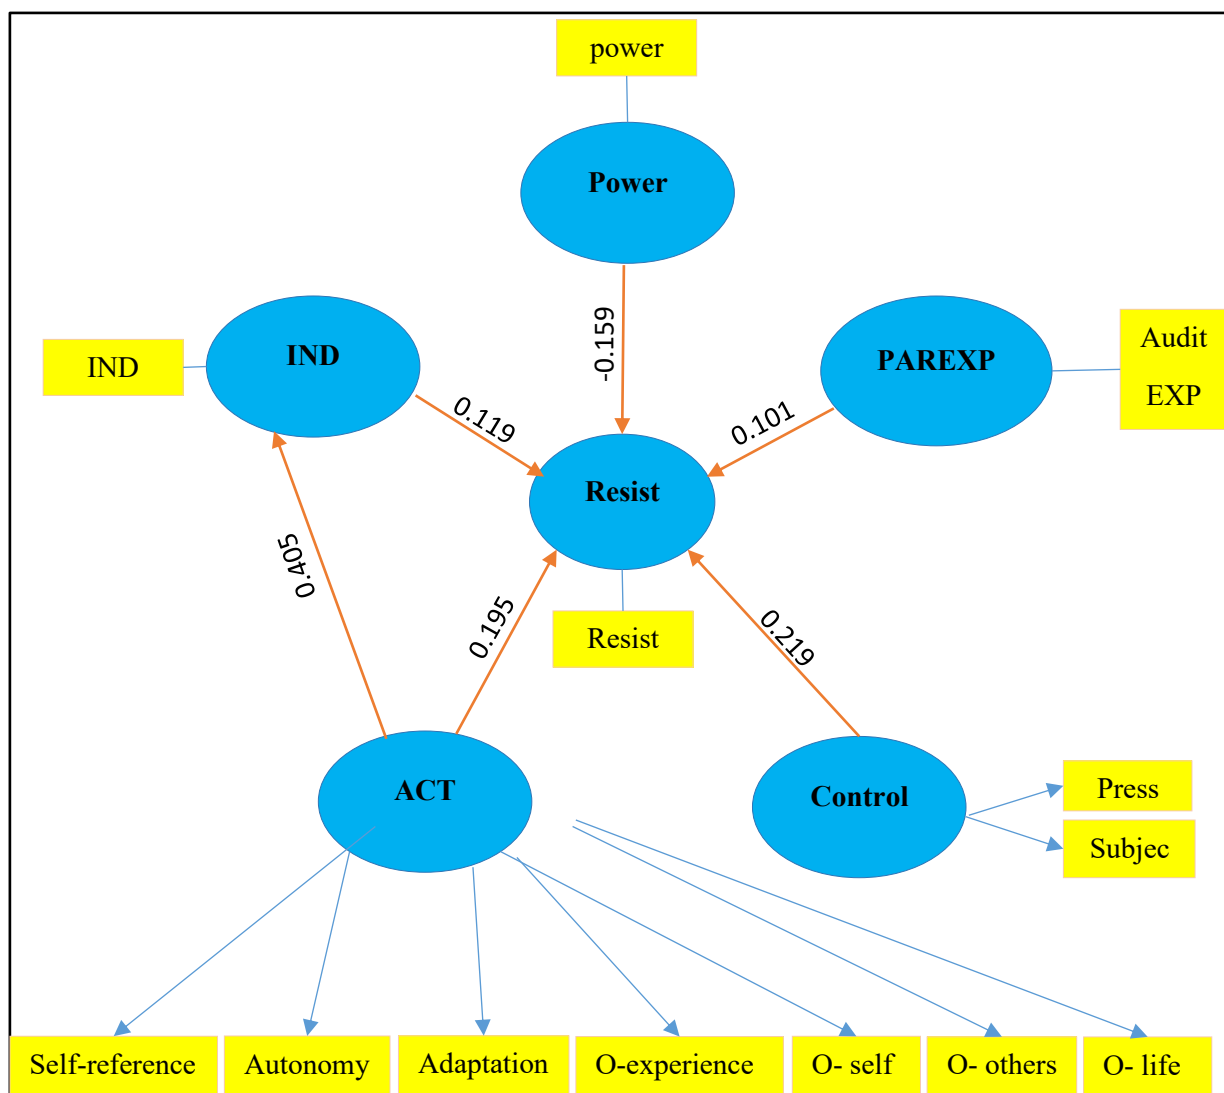 power
Power
-0.159
IND
IND
PAREXP
Audit
EXP
0.119
0.101
Resist
0.405
0.195
Resist
0.219
ACT
Control
Press
Subjec
Self-reference
Autonomy
Adaptation
O-experience
O- self
O- others
O- life